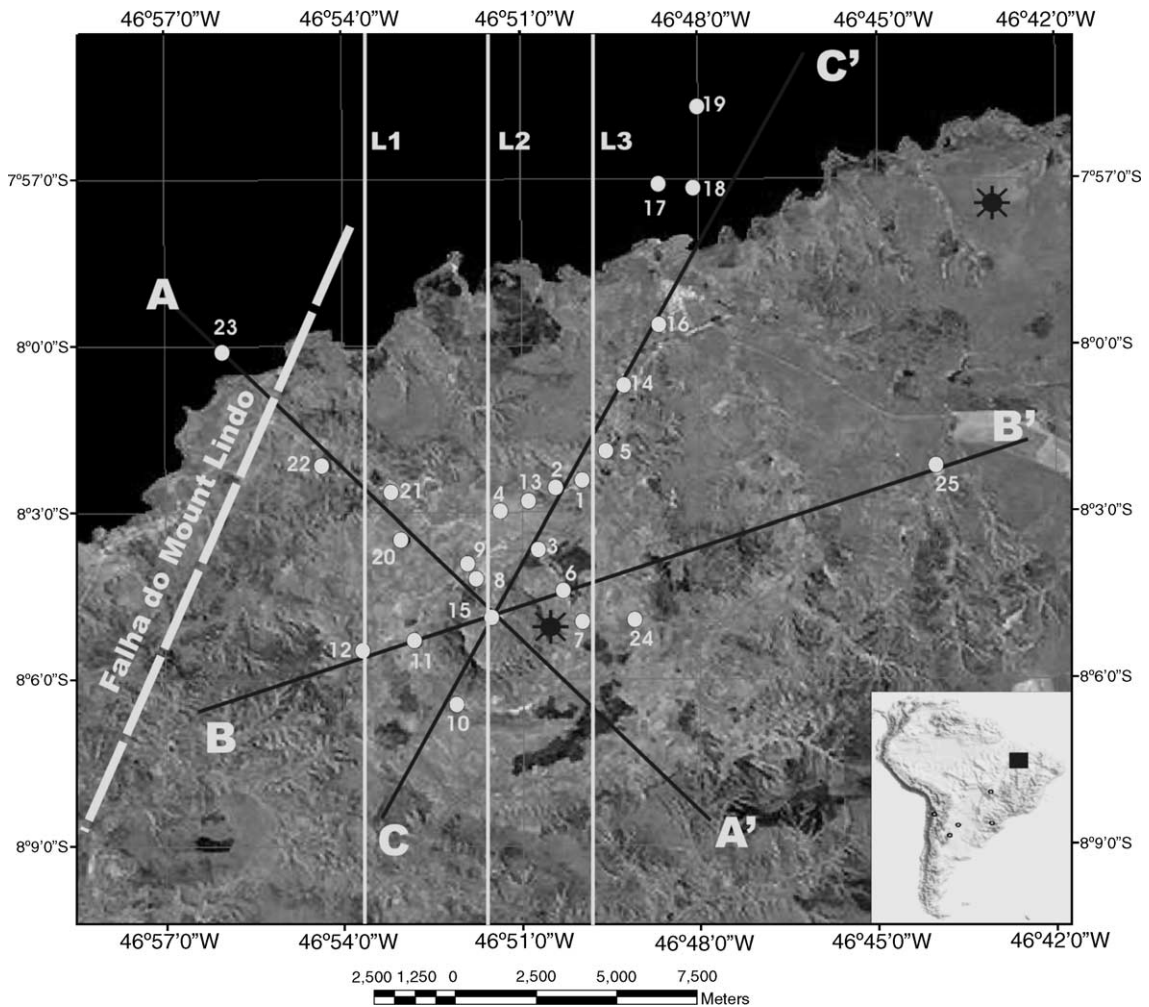 46°57'0"W 46°54'0"W 46°51'0"W 46°48'0"W 46°45'0"W 46°42'0"W
C’
19
L1 L2 L3
7°57'0"S 7°57'0"S
17 18
A
23
16
8°0'0"S 8°0'0"S
14
B’
Falha do Mount Lindo
22 21 4 13 2 1 5 25
8°3'0"S 8°3'0"S
20 9 8 3 6
15
12 11 7 24
8°6'0"S 8°6'0"S
B
10
C A’
8°9'0"S 8°9'0"S
46°57'0"W 46°54'0"W 46°51'0"W 46°48'0"W 46°45'0"W 46°42'0"W
2,500 1,250 0 2,500 5,000 7,500
Meters